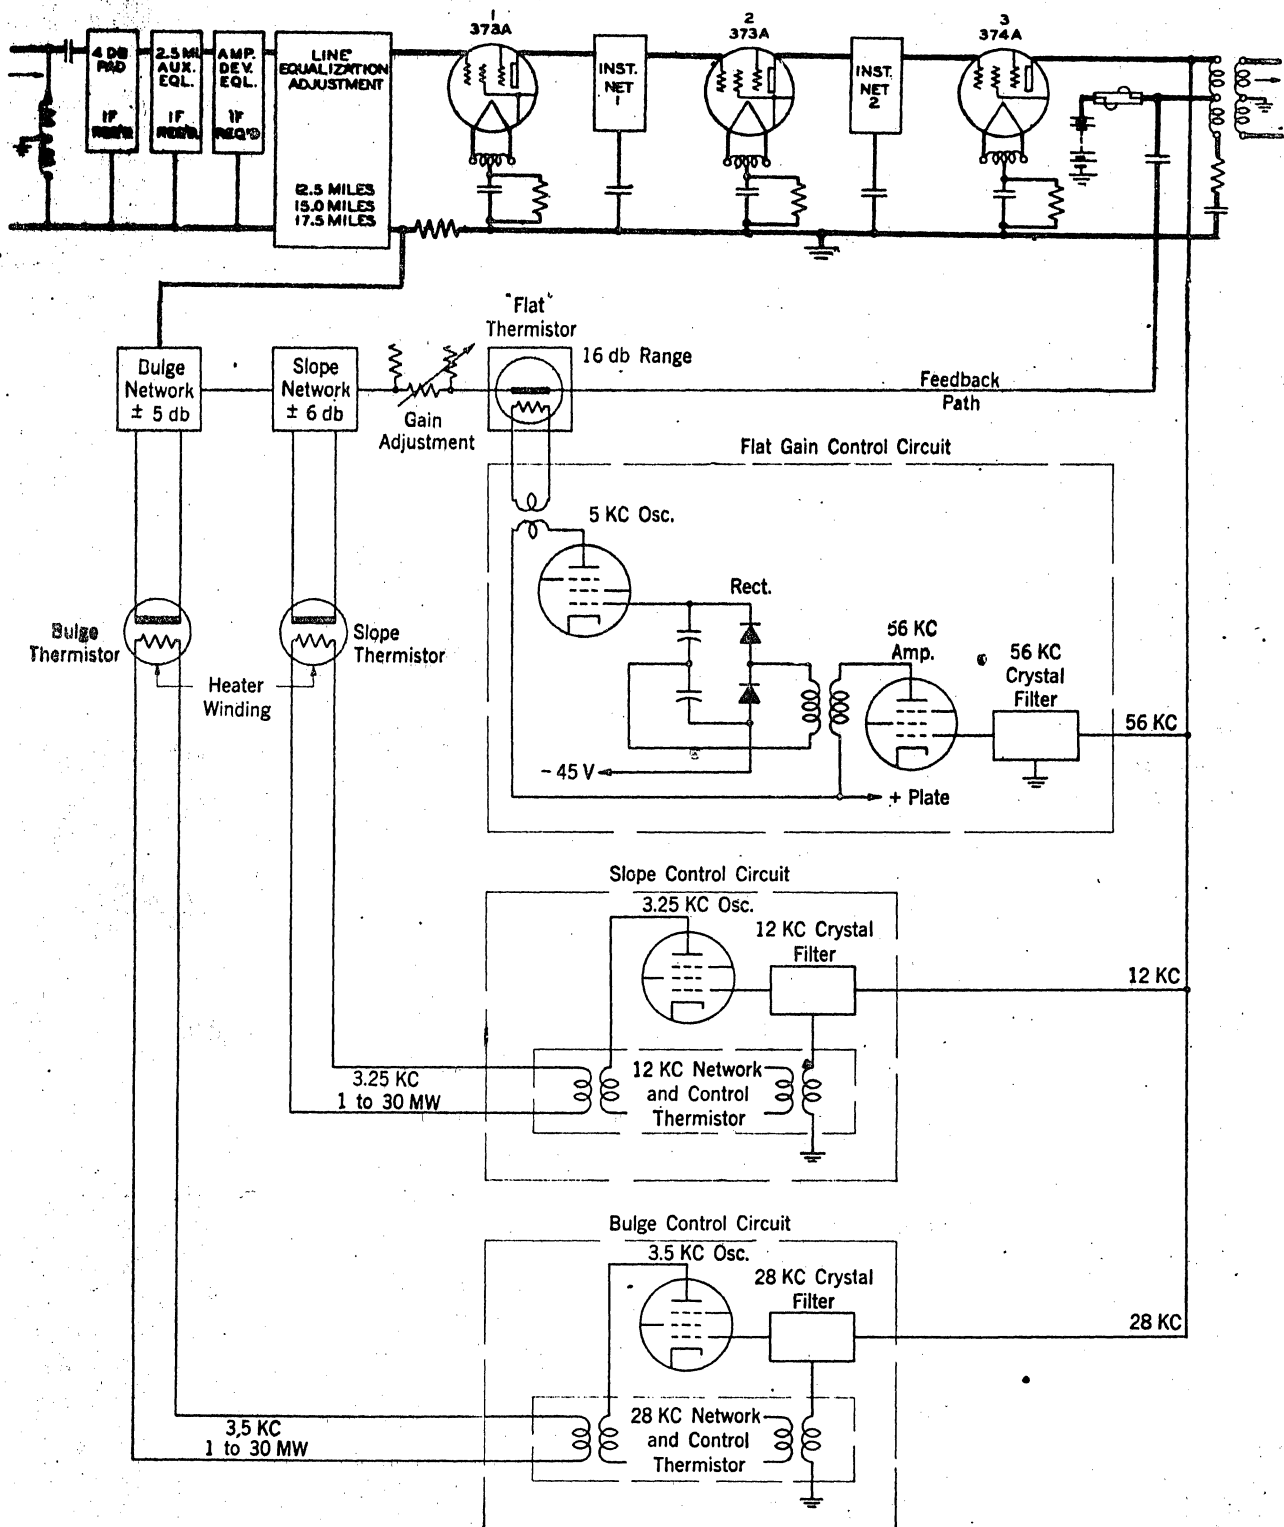 4 DB
PAD
1F
REQ'D
2.5 MI.
AUX.
EQL.
1F
REQ'D.
AMP.
DEV.
EQL.
1F
REQ'D
LINE
EQUALIZATION
ADJUSTMENT
12.5 MILES
15.0 MILES
17.5 MILES
1
373A
INST.
NET
1
2
373A
INST.
NET
2
3
374A
"Flat"
Thermistor
16 db Range
Bulge
Network
± 5 db
Slope
Network
± 6 db
Gain
Adjustment
Feedback
Path
Flat Gain Control Circuit
5 KC Osc.
Rect.
56 KC
Amp.
56 KC
Crystal
Filter
56 KC
- 45 V
+ Plate
Bulge
Thermistor
Slope
Thermistor
Heater
Winding
Slope Control Circuit
3.25 KC Osc.
12 KC Crystal
Filter
12 KC
12 KC Network
and Control
Thermistor
3.25 KC
1 to 30 MW
Bulge Control Circuit
3.5 KC Osc.
28 KC Crystal
Filter
28 KC
28 KC Network
and Control
Thermistor
3,5 KC
1 to 30 MW